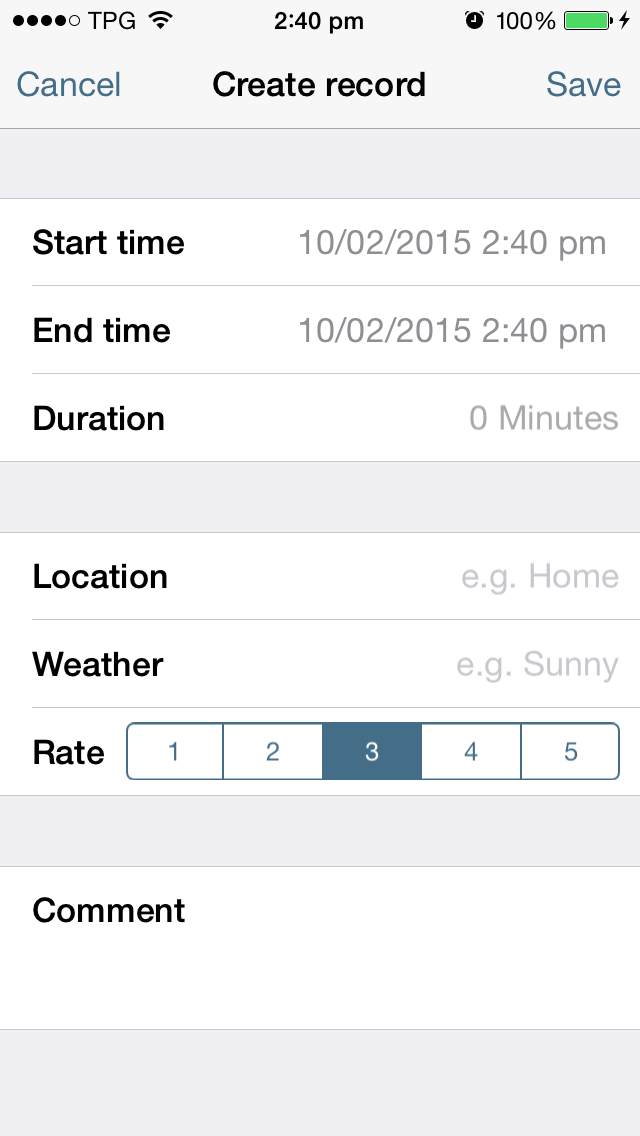 TPG 2:40 pm 100%
Cancel Create record Save
Start time 10/02/2015 2:40 pm
End time 10/02/2015 2:40 pm
Duration 0 Minutes
Location e.g. Home
Weather e.g. Sunny
Rate 1 2 3 4 5
Comment